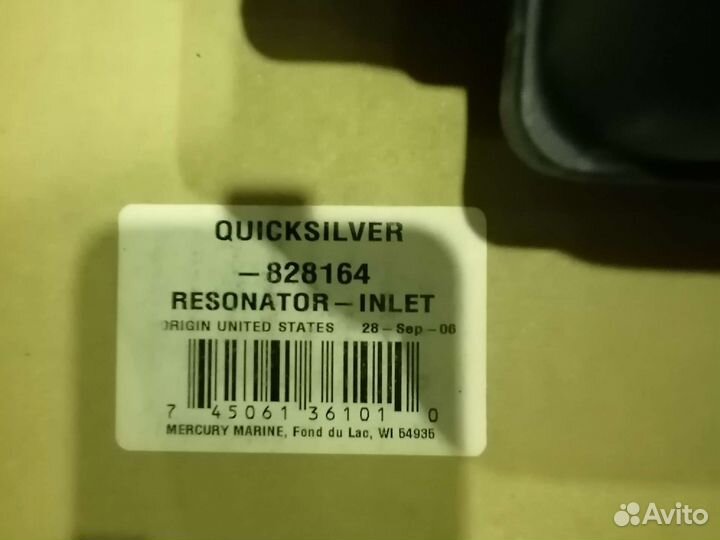 QUICKSILVER
-828164
RESONATOR-INLET
ORIGIN UNITED STATES 28-Sep-06
7 45061 36101 0
MERCURY MARINE, Fond du Lac, WI 54935
Avito